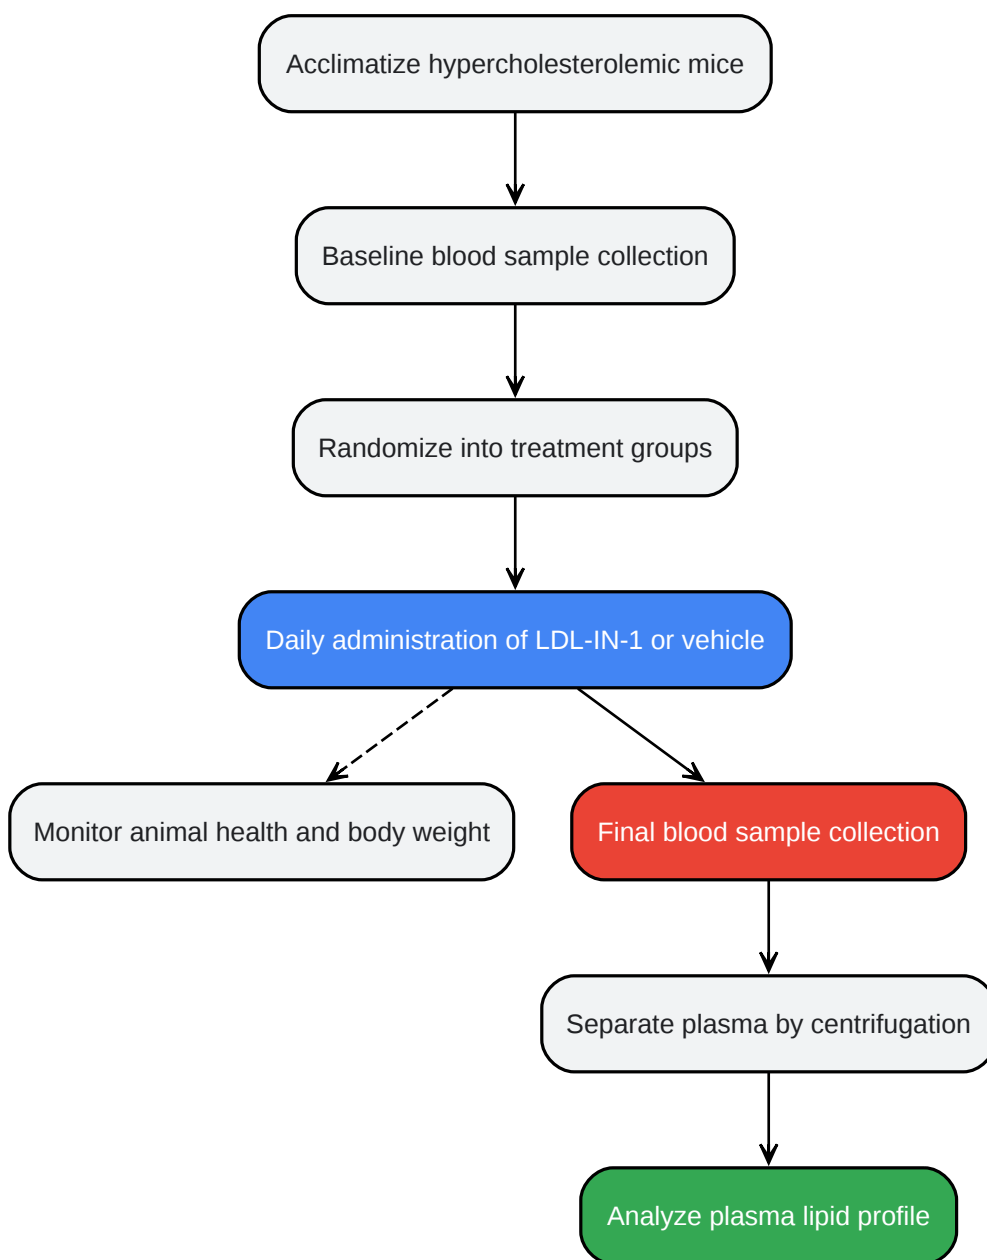 Acclimatize hypercholesterolemic mice
Baseline blood sample collection
Randomize into treatment groups
Daily administration of LDL-IN-1 or vehicle
Monitor animal health and body weight
Final blood sample collection
Separate plasma by centrifugation
Analyze plasma lipid profile